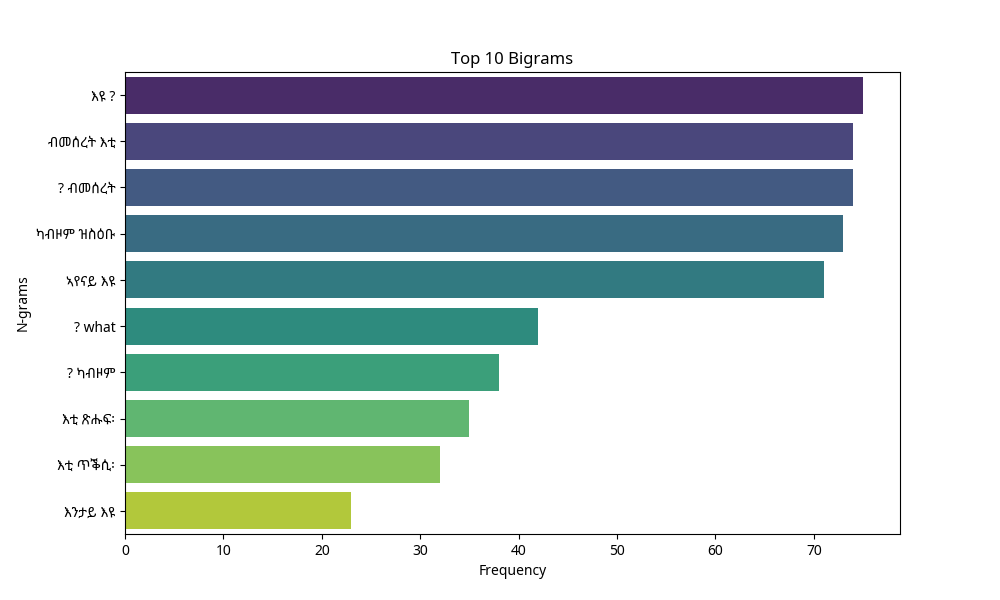 Top 10 Bigrams
እዩ ?
ብመሰረት እቲ
? ብመሰረት
ካብዞም ዝስዕቡ
ኣየናይ እዩ
? what
? ካብዞም
እቲ ጽሑፍ፡
እቲ ጥቕሲ፡
እንታይ እዩ
N-grams
0 10 20 30 40 50 60 70
Frequency